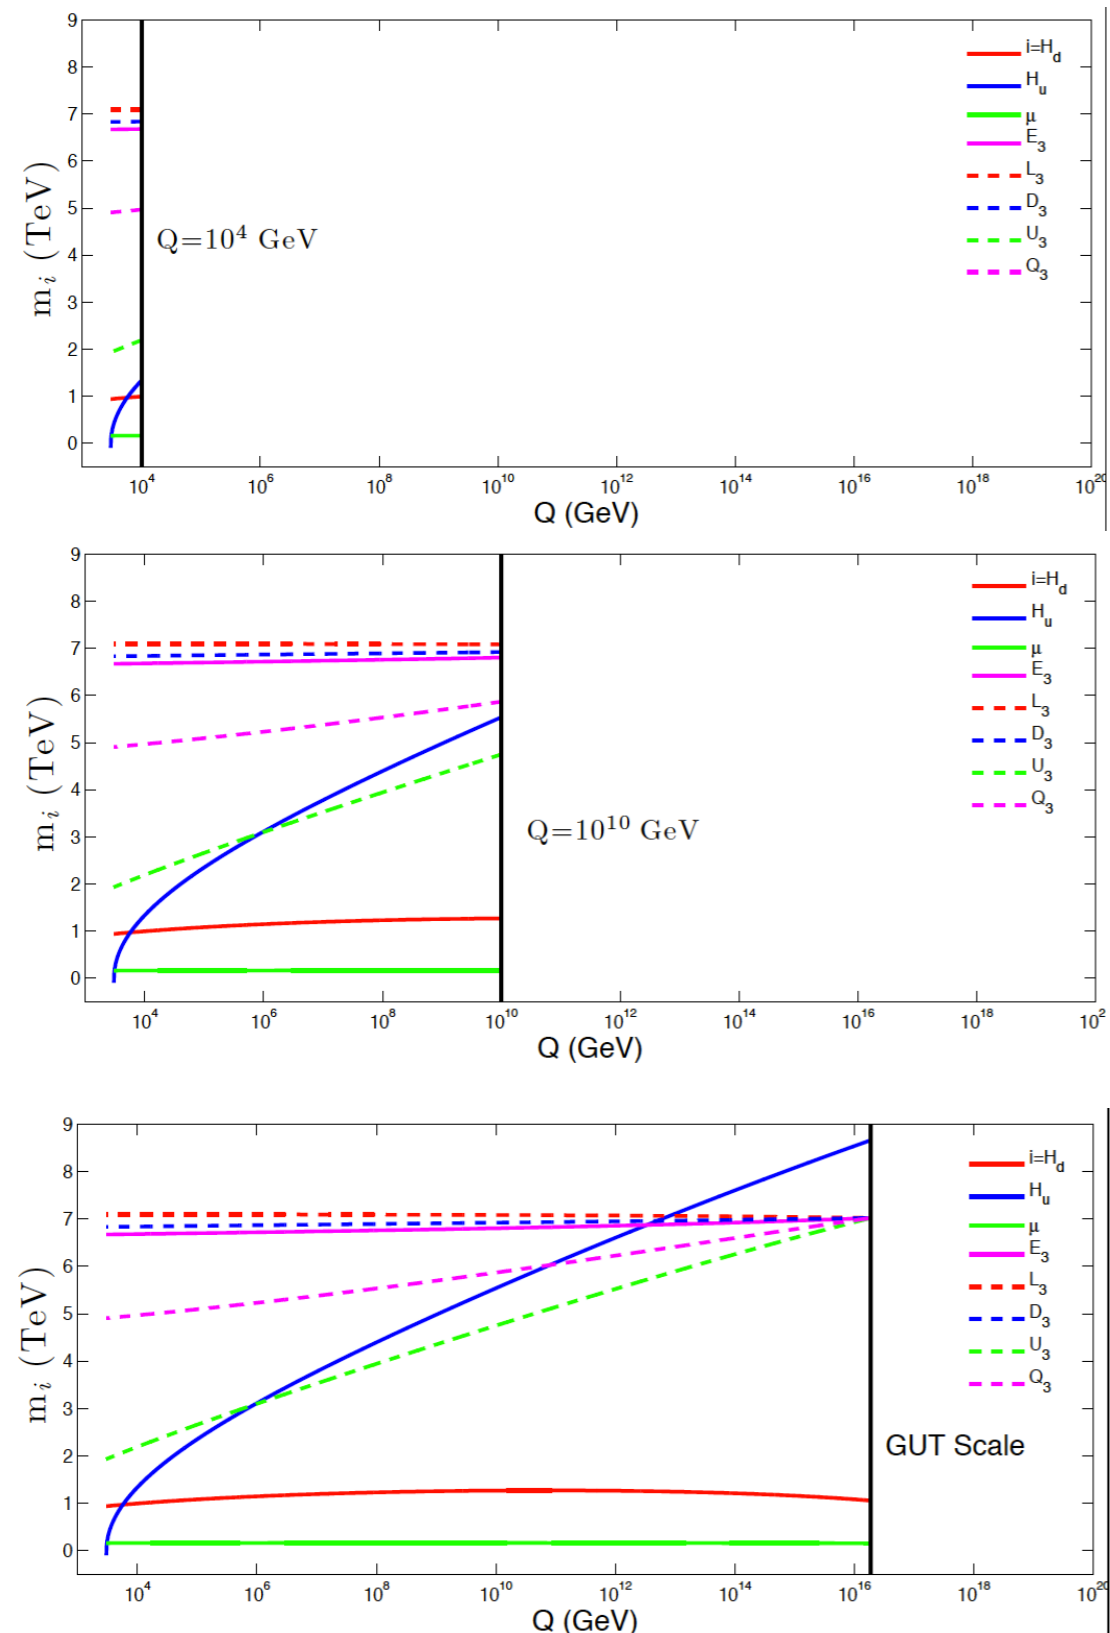 9
8
7
6
5
4
3
2
1
0
m_i (TeV)
i=H_d
H_u
μ
E_3
L_3
D_3
U_3
Q_3
Q=10^4 GeV
10^4 10^6 10^8 10^10 10^12 10^14 10^16 10^18 10^20
Q (GeV)
9
8
7
6
5
4
3
2
1
0
m_i (TeV)
i=H_d
H_u
μ
E_3
L_3
D_3
U_3
Q_3
Q=10^10 GeV
10^4 10^6 10^8 10^10 10^12 10^14 10^16 10^18 10^2
Q (GeV)
9
8
7
6
5
4
3
2
1
0
m_i (TeV)
i=H_d
H_u
μ
E_3
L_3
D_3
U_3
Q_3
GUT Scale
10^4 10^6 10^8 10^10 10^12 10^14 10^16 10^18 10^20
Q (GeV)